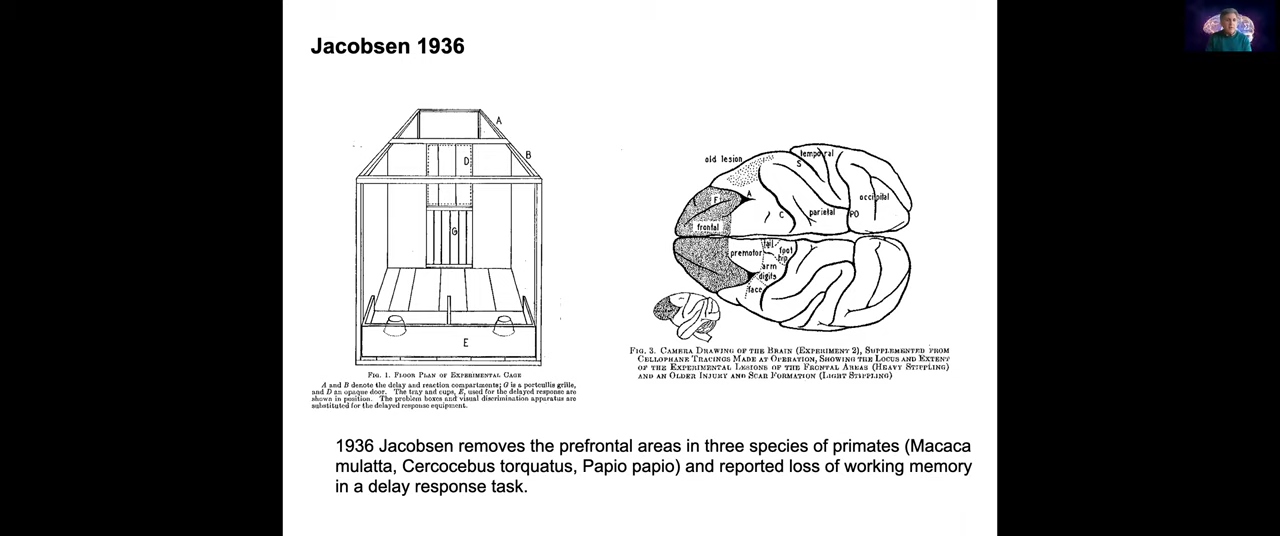 Jacobsen 1936
A
B
D
G
E
FIG. 1. FLOOR PLAN OF EXPERIMENTAL CAGE
A and B denote the delay and reaction compartments; G is a portcullis grille,
and D an opaque door. The tray and cups, E, used for the delayed response are
shown in position. The problem boxes and visual discrimination apparatus are
substituted for the delayed response equipment.
old lesion
temporal
S
occipital
F
A
C
parietal
PO
frontal
premotor
tail
foot
hip
arm
digits
face
FIG. 3. CAMERA DRAWING OF THE BRAIN (EXPERIMENT 2), SUPPLEMENTED FROM
CELLOPHANE TRACINGS MADE AT OPERATION, SHOWING THE LOCUS AND EXTENT
OF THE EXPERIMENTAL LESIONS OF THE FRONTAL AREAS (HEAVY STIPPLING)
AND AN OLDER INJURY AND SCAR FORMATION (LIGHT STIPPLING)
1936 Jacobsen removes the prefrontal areas in three species of primates (Macaca
mulatta, Cercocebus torquatus, Papio papio) and reported loss of working memory
in a delay response task.